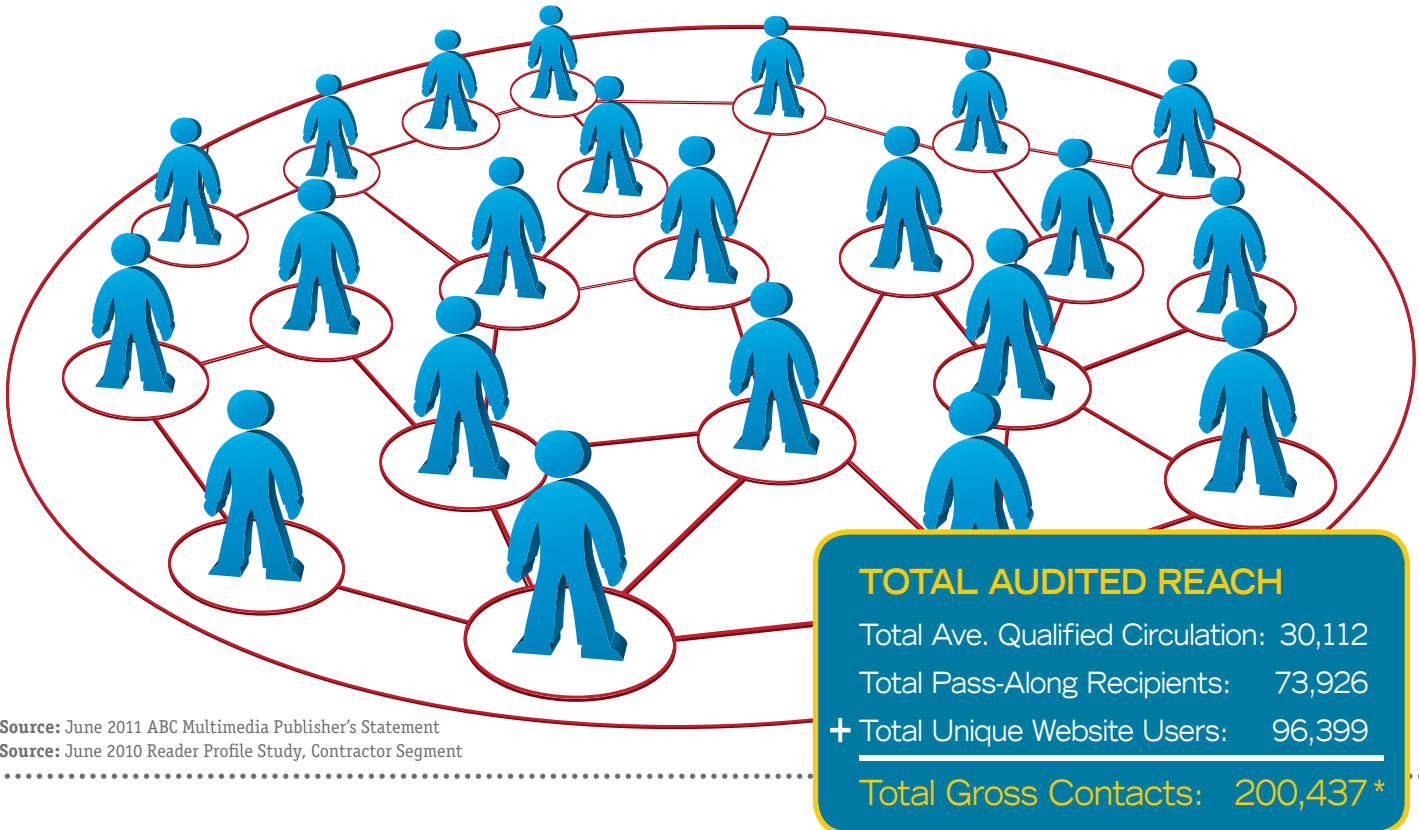 TOTAL AUDITED REACH
Total Ave. Qualified Circulation: 30,112
Total Pass-Along Recipients: 73,926
+ Total Unique Website Users: 96,399
Total Gross Contacts: 200,437*
Source: June 2011 ABC Multimedia Publisher's Statement
Source: June 2010 Reader Profile Study, Contractor Segment